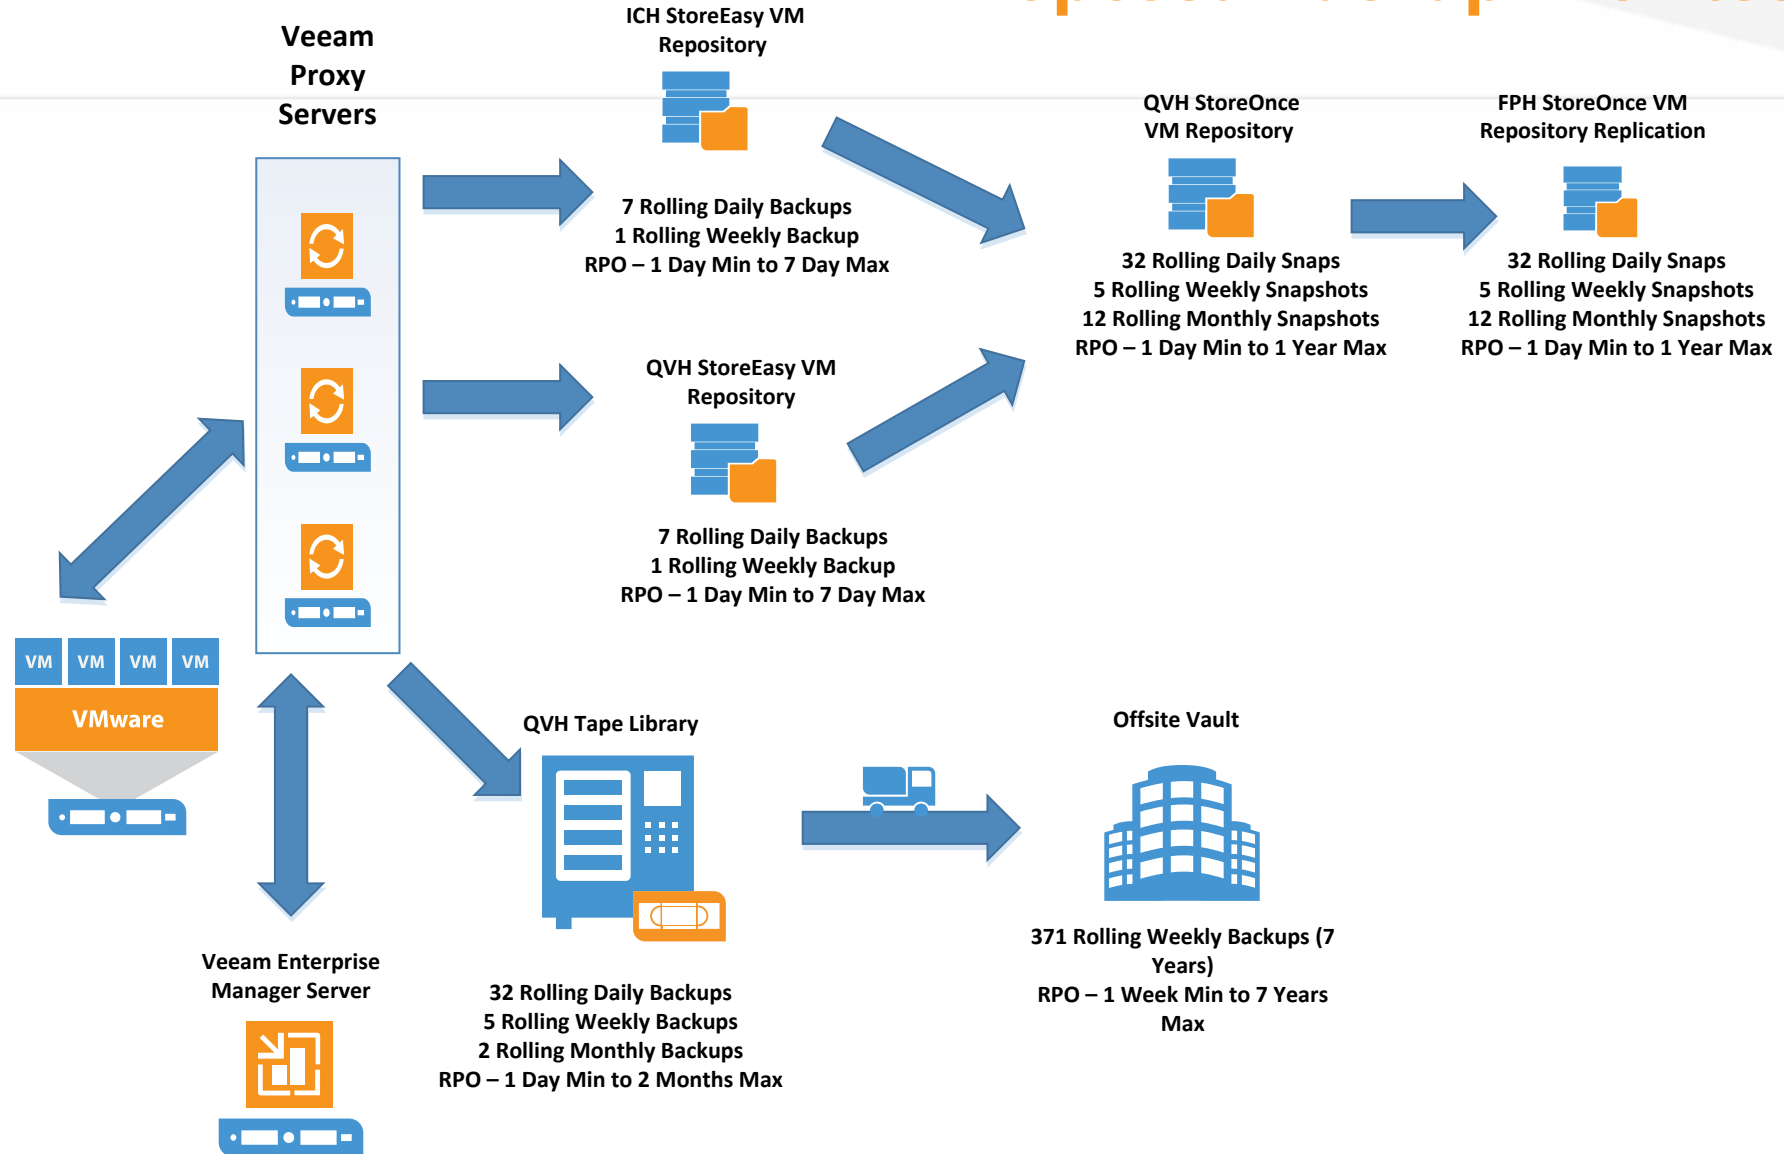 Veeam
Proxy
Servers
ICH StoreEasy VM
Repository
7 Rolling Daily Backups
1 Rolling Weekly Backup
RPO – 1 Day Min to 7 Day Max
QVH StoreOnce
VM Repository
32 Rolling Daily Snaps
5 Rolling Weekly Snapshots
12 Rolling Monthly Snapshots
RPO – 1 Day Min to 1 Year Max
FPH StoreOnce VM
Repository Replication
32 Rolling Daily Snaps
5 Rolling Weekly Snapshots
12 Rolling Monthly Snapshots
RPO – 1 Day Min to 1 Year Max
QVH StoreEasy VM
Repository
7 Rolling Daily Backups
1 Rolling Weekly Backup
RPO – 1 Day Min to 7 Day Max
VM VM VM VM
VMware
QVH Tape Library
32 Rolling Daily Backups
5 Rolling Weekly Backups
2 Rolling Monthly Backups
RPO – 1 Day Min to 2 Months Max
Offsite Vault
371 Rolling Weekly Backups (7
Years)
RPO – 1 Week Min to 7 Years
Max
Veeam Enterprise
Manager Server